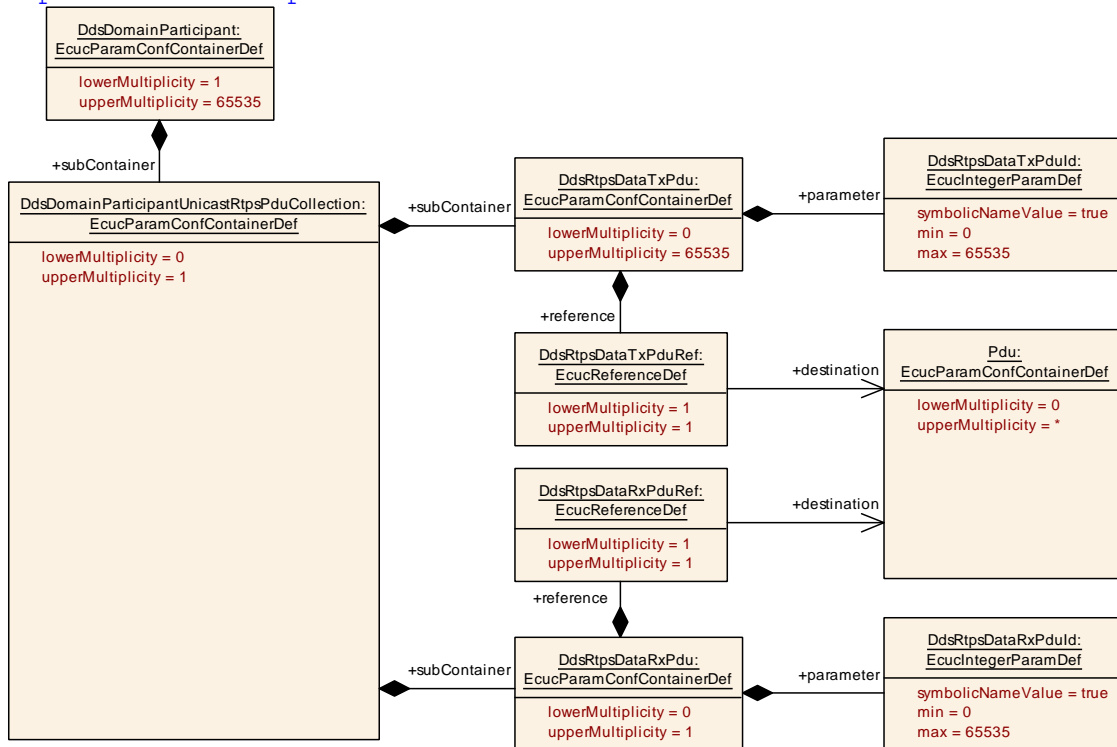 DdsDomainParticipant:
EcucParamConfContainerDef
lowerMultiplicity = 1
upperMultiplicity = 65535
+subContainer
DdsDomainParticipantUnicastRtpsPduCollection:
EcucParamConfContainerDef
lowerMultiplicity = 0
upperMultiplicity = 1
+subContainer
DdsRtpsDataTxPdu:
EcucParamConfContainerDef
lowerMultiplicity = 0
upperMultiplicity = 65535
+parameter
DdsRtpsDataTxPduId:
EcucIntegerParamDef
symbolicNameValue = true
min = 0
max = 65535
+reference
DdsRtpsDataTxPduRef:
EcucReferenceDef
lowerMultiplicity = 1
upperMultiplicity = 1
+destination
Pdu:
EcucParamConfContainerDef
lowerMultiplicity = 0
upperMultiplicity = *
DdsRtpsDataRxPduRef:
EcucReferenceDef
lowerMultiplicity = 1
upperMultiplicity = 1
+destination
+reference
+subContainer
DdsRtpsDataRxPdu:
EcucParamConfContainerDef
lowerMultiplicity = 0
upperMultiplicity = 1
+parameter
DdsRtpsDataRxPduId:
EcucIntegerParamDef
symbolicNameValue = true
min = 0
max = 65535